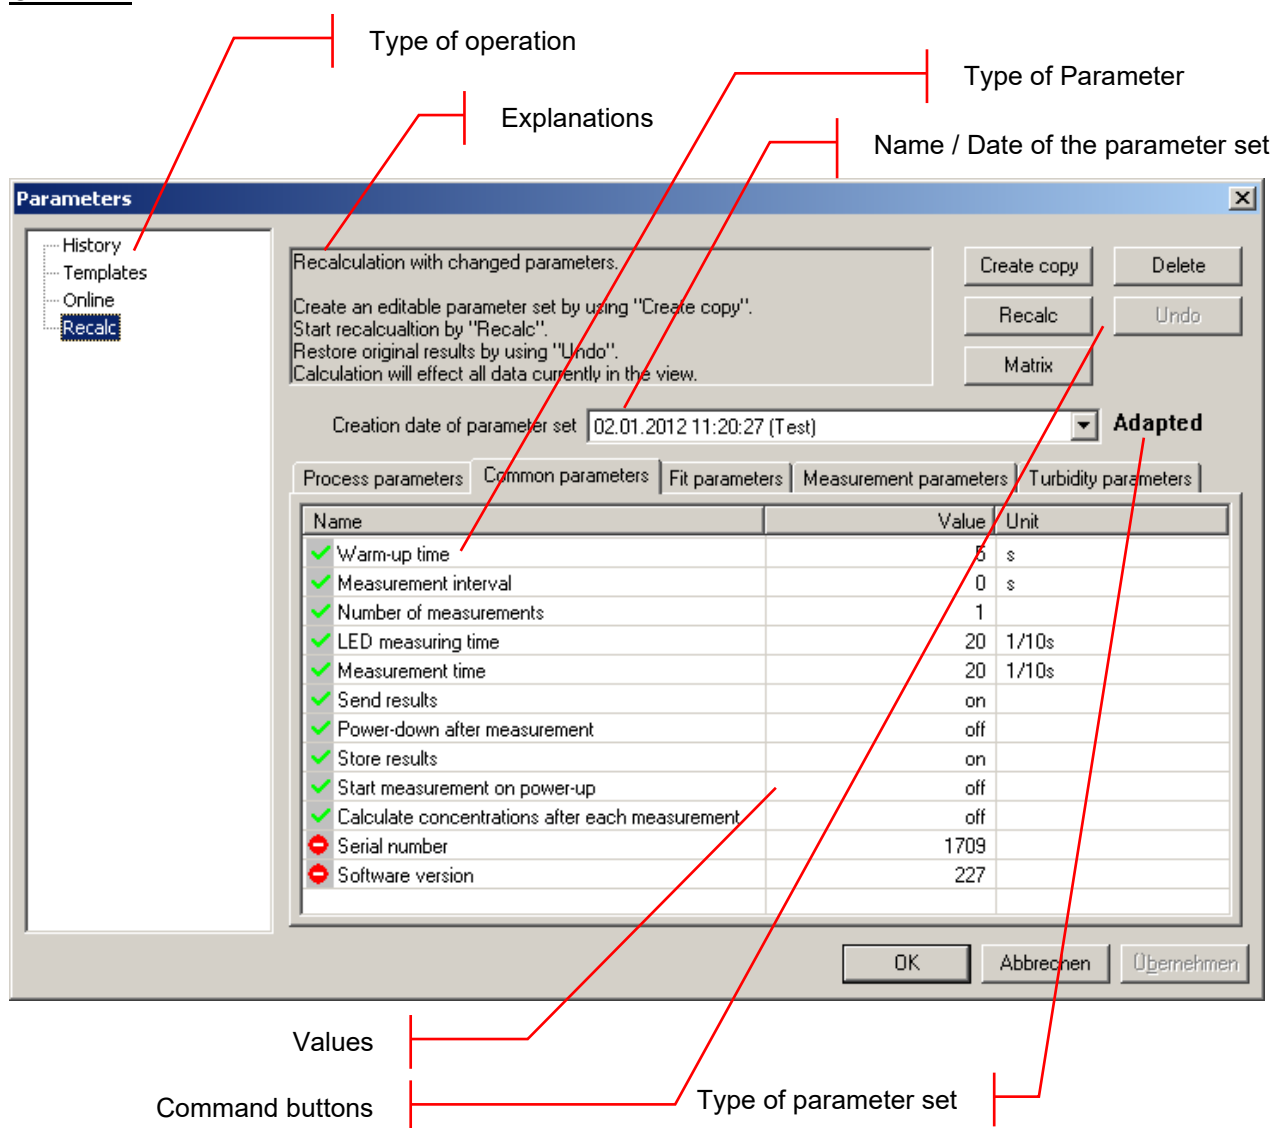 Type of operation
Type of Parameter
Explanations
Name / Date of the parameter set
Parameters
History
Templates
Online
Recalc
Recalculation with changed parameters.
Create an editable parameter set by using "Create copy".
Start recalcualtion by "Recalc".
Restore original results by using "Undo".
Calculation will effect all data currently in the view.
Create copy Delete
Recalc Undo
Matrix
Creation date of parameter set 02.01.2012 11:20:27 (Test) Adapted
Process parameters Common parameters Fit parameters Measurement parameters Turbidity parameters
Name Value Unit
Warm-up time 5 s
Measurement interval 0 s
Number of measurements 1
LED measuring time 20 1/10s
Measurement time 20 1/10s
Send results on
Power-down after measurement off
Store results on
Start measurement on power-up off
Calculate concentrations after each measurement off
Serial number 1709
Software version 227
OK Abbrechen Übernehmen
Values
Command buttons
Type of parameter set